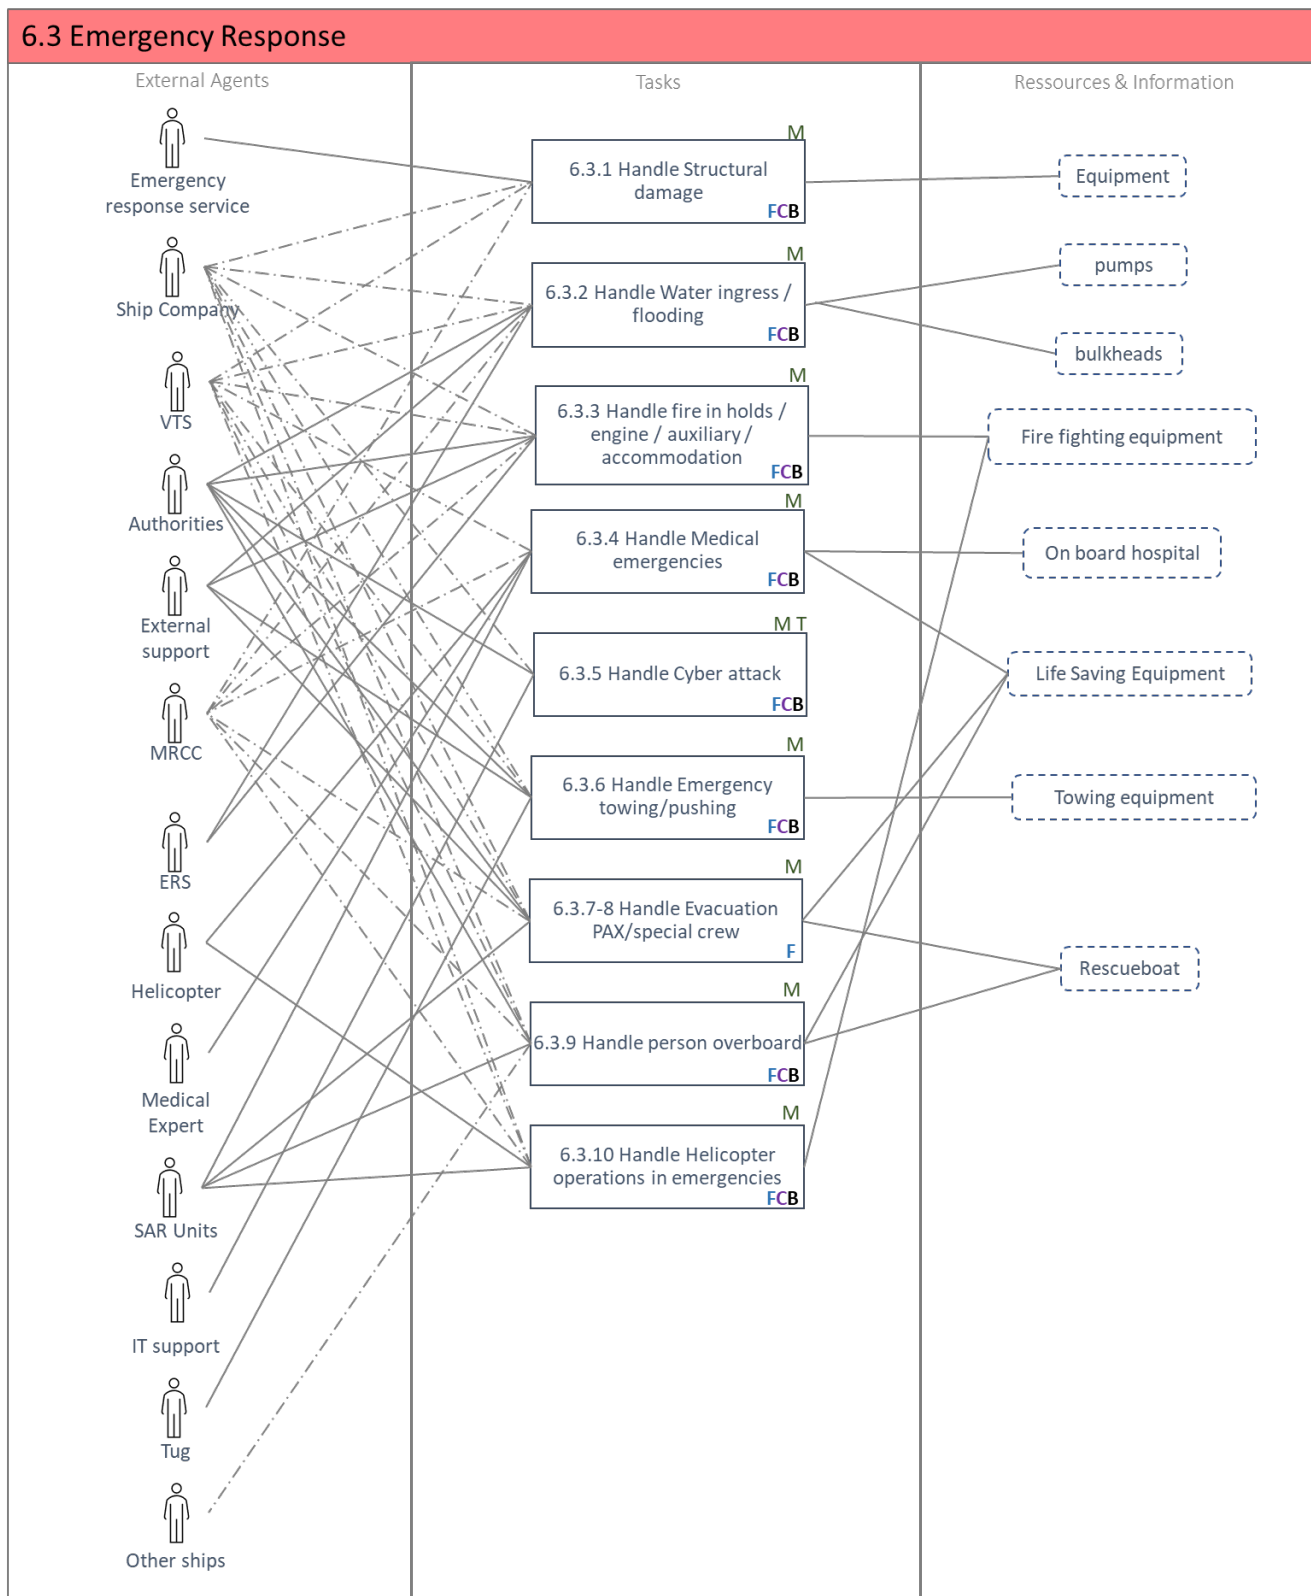 6.3 Emergency Response
External Agents
Tasks
Ressources & Information
Emergency
response service
Ship Company
VTS
Authorities
External
support
MRCC
ERS
Helicopter
Medical
Expert
SAR Units
IT support
Tug
Other ships
M
6.3.1 Handle Structural
damage
FCB
M
6.3.2 Handle Water ingress /
flooding
FCB
M
6.3.3 Handle fire in holds /
engine / auxiliary /
accommodation
FCB
M
6.3.4 Handle Medical
emergencies
FCB
M T
6.3.5 Handle Cyber attack
FCB
M
6.3.6 Handle Emergency
towing/pushing
FCB
M
6.3.7-8 Handle Evacuation
PAX/special crew
F
M
6.3.9 Handle person overboard
FCB
M
6.3.10 Handle Helicopter
operations in emergencies
FCB
Equipment
pumps
bulkheads
Fire fighting equipment
On board hospital
Life Saving Equipment
Towing equipment
Rescueboat